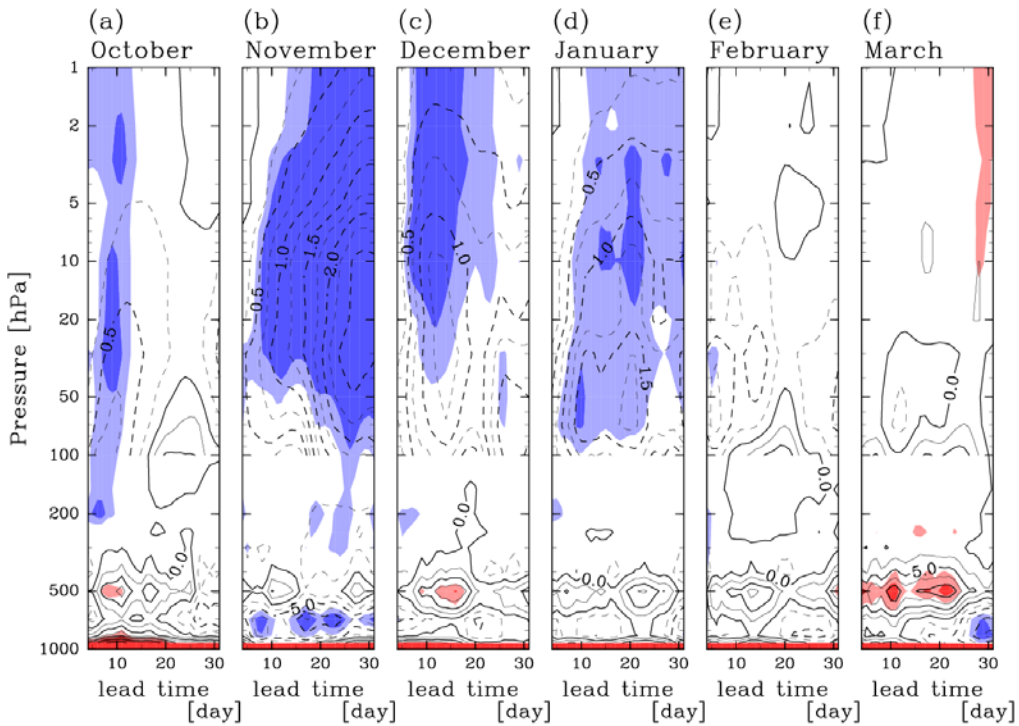 (a) (b) (c) (d) (e) (f)
October November December January February March
1
2
5
10
20
50
100
200
500
1000
Pressure [hPa]
0.5 0.0
0.5 1.0 1.5 2.0 -5.0
0.5 1.0 0.0
0.5 1.0 1.5 0.0
0.0 0.0
0.0 5.0
10 20 30 10 20 30 10 20 30 10 20 30 10 20 30 10 20 30
lead time lead time lead time lead time lead time lead time
[day] [day] [day] [day] [day] [day]